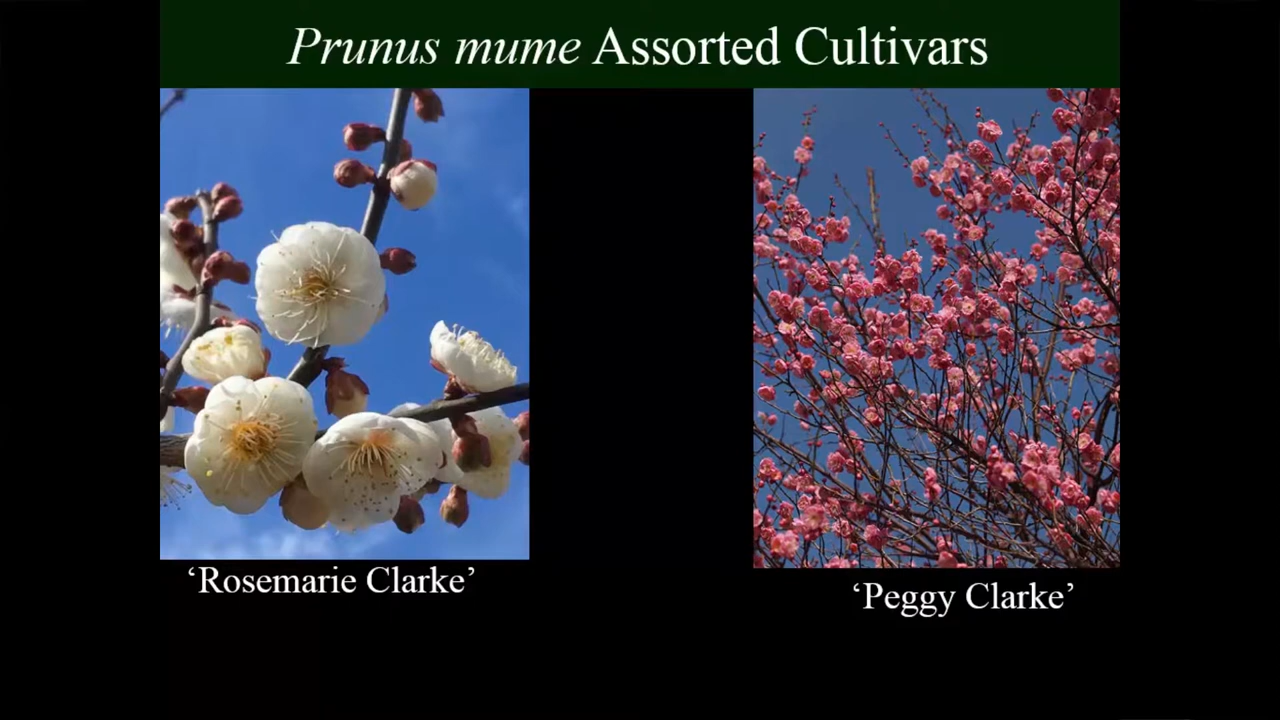 Prunus mume Assorted Cultivars
‘Rosemarie Clarke’
‘Peggy Clarke’